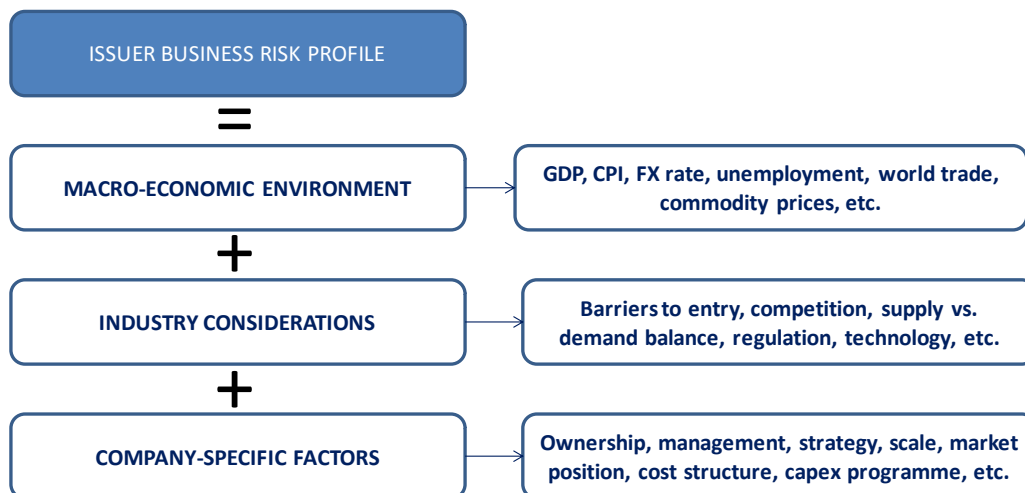 ISSUER BUSINESS RISK PROFILE
=
MACRO-ECONOMIC ENVIRONMENT
GDP, CPI, FX rate, unemployment, world trade,
commodity prices, etc.
+
INDUSTRY CONSIDERATIONS
Barriers to entry, competition, supply vs.
demand balance, regulation, technology, etc.
+
COMPANY-SPECIFIC FACTORS
Ownership, management, strategy, scale, market
position, cost structure, capex programme, etc.